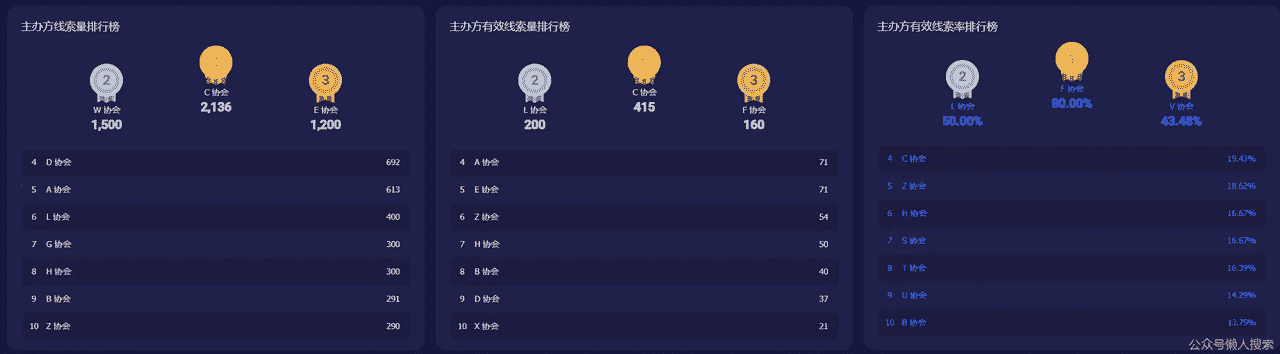 主办方线索量排行榜
2
W 协会
1,500
C 协会
2,136
3
E 协会
1,200
4 D 协会 692
5 A 协会 613
6 L 协会 400
7 G 协会 300
8 H 协会 300
9 B 协会 291
10 Z 协会 290
主办方有效线索量排行榜
2
L 协会
200
C 协会
415
3
F 协会
160
4 A 协会 71
5 E 协会 71
6 Z 协会 54
7 H 协会 50
8 B 协会 40
9 D 协会 37
10 X 协会 21
主办方有效线索率排行榜
2
L 协会
50.00%
F 协会
80.00%
3
V 协会
43.48%
4 C 协会 19.43%
5 Z 协会 18.62%
6 H 协会 16.67%
7 S 协会 16.67%
8 T 协会 16.39%
9 U 协会 14.29%
10 B 协会 13.75%
公众号懒人搜索